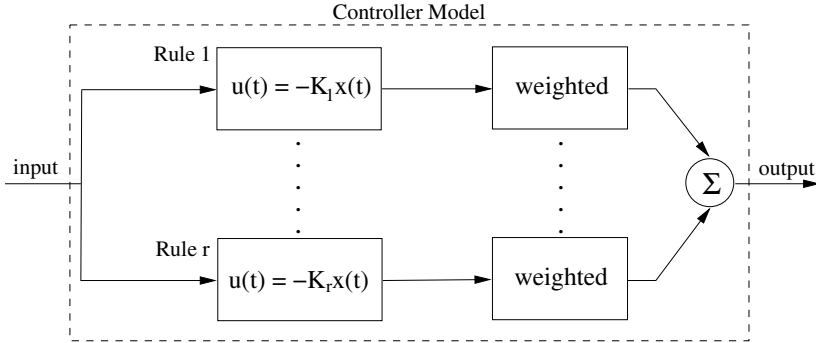 Controller Model
Rule 1
u(t) = −K₁x(t)
weighted
input
Σ
output
Rule r
u(t) = −Kᵣx(t)
weighted